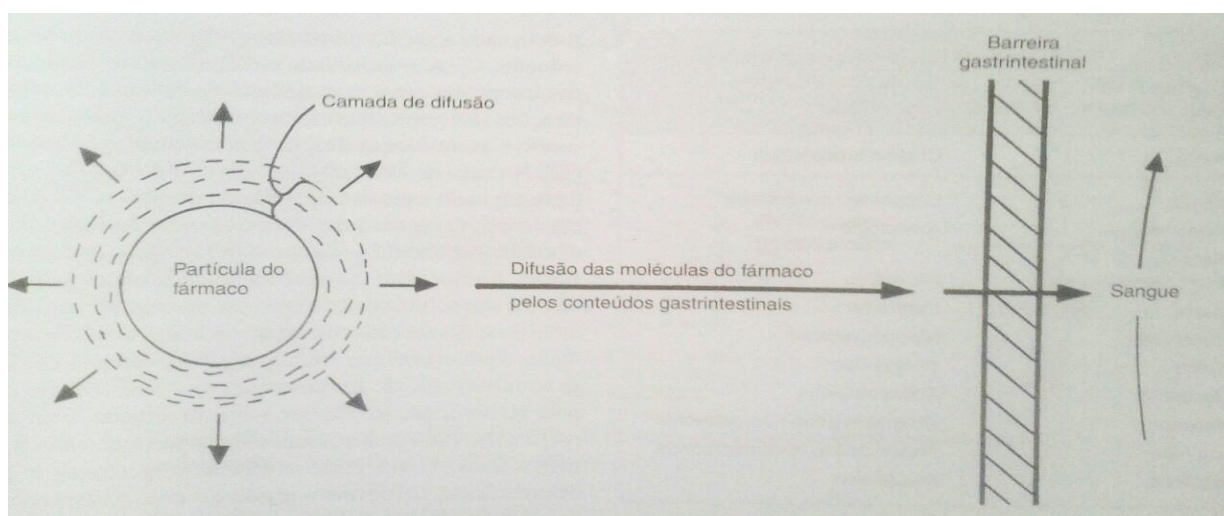 Barreira
gastrintestinal
Camada de difusão
Partícula do
fármaco
Difusão das moléculas do fármaco
pelos conteúdos gastrintestinais
Sangue